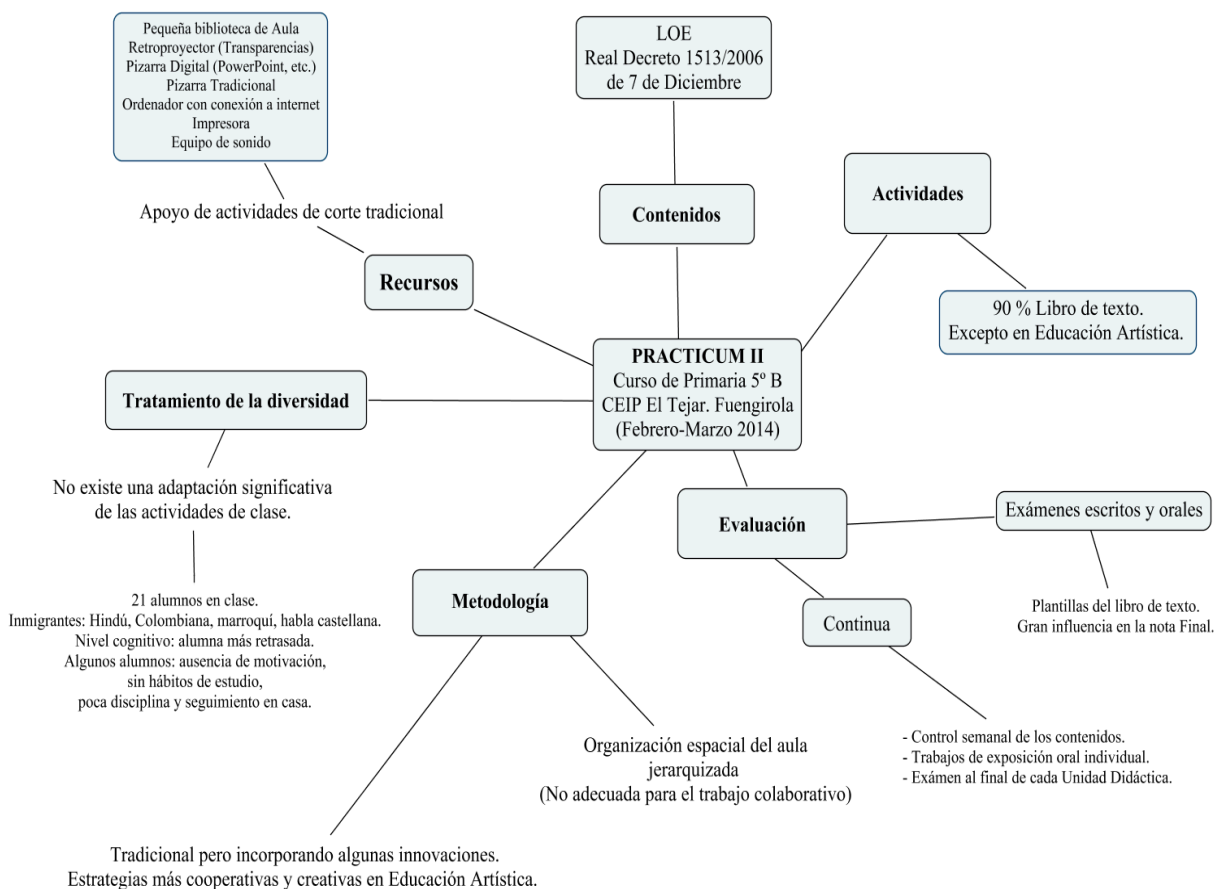 Pequeña biblioteca de Aula
Retroproyector (Transparencias)
Pizarra Digital (PowerPoint, etc.)
Pizarra Tradicional
Ordenador con conexión a internet
Impresora
Equipo de sonido
LOE
Real Decreto 1513/2006
de 7 de Diciembre
Apoyo de actividades de corte tradicional
Contenidos
Actividades
Recursos
90 % Libro de texto.
Excepto en Educación Artística.
PRACTICUM II
Curso de Primaria 5º B
CEIP El Tejar. Fuengirola
(Febrero-Marzo 2014)
Tratamiento de la diversidad
No existe una adaptación significativa
de las actividades de clase.
21 alumnos en clase.
Inmigrantes: Hindú, Colombiana, marroquí, habla castellana.
Nivel cognitivo: alumna más retrasada.
Algunos alumnos: ausencia de motivación,
sin hábitos de estudio,
poca disciplina y seguimiento en casa.
Evaluación
Exámenes escritos y orales
Plantillas del libro de texto.
Gran influencia en la nota Final.
Continua
- Control semanal de los contenidos.
- Trabajos de exposición oral individual.
- Exámen al final de cada Unidad Didáctica.
Metodología
Organización espacial del aula
jerarquizada
(No adecuada para el trabajo colaborativo)
Tradicional pero incorporando algunas innovaciones.
Estrategias más cooperativas y creativas en Educación Artística.